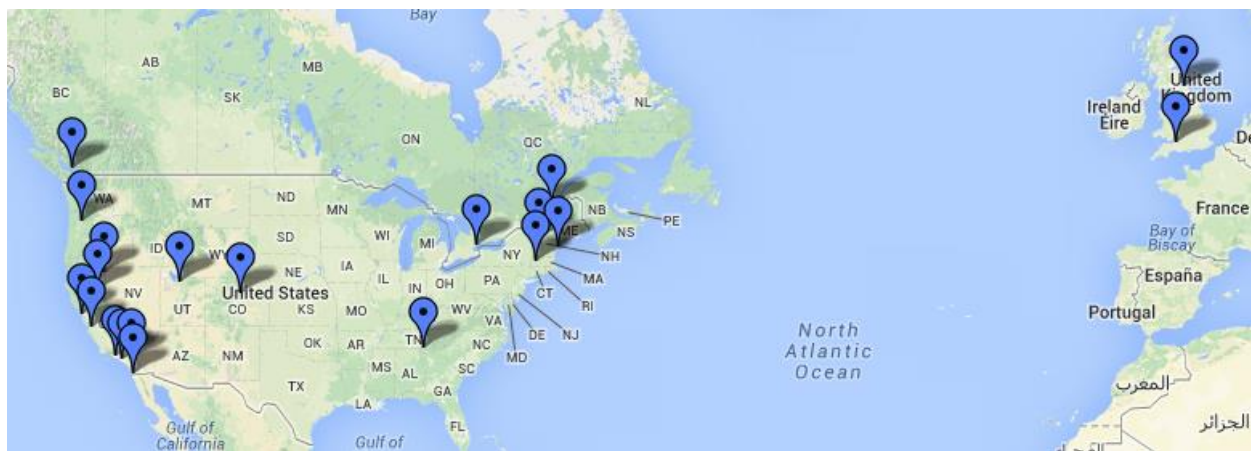 Bay
AB
MB
BC
SK
NL
ON
QC
United
Kingdom
Ireland
Eire
WA
ND
MT
MN
NB
PE
ME
NS
France
ID
WY
SD
WI
MI
NY
NH
Bay of
Biscay
NE
IA
MA
NV
IL
IN
OH
PA
España
United States
CT
RI
UT
CO
KS
MO
WV
Portugal
VA
DE
NJ
North
Atlantic
Ocean
OK
AR
TN
NC
MD
AZ
NM
MS
AL
SC
المغرب
TX
GA
LA
الجزائر
FL
Gulf of
California
Gulf of